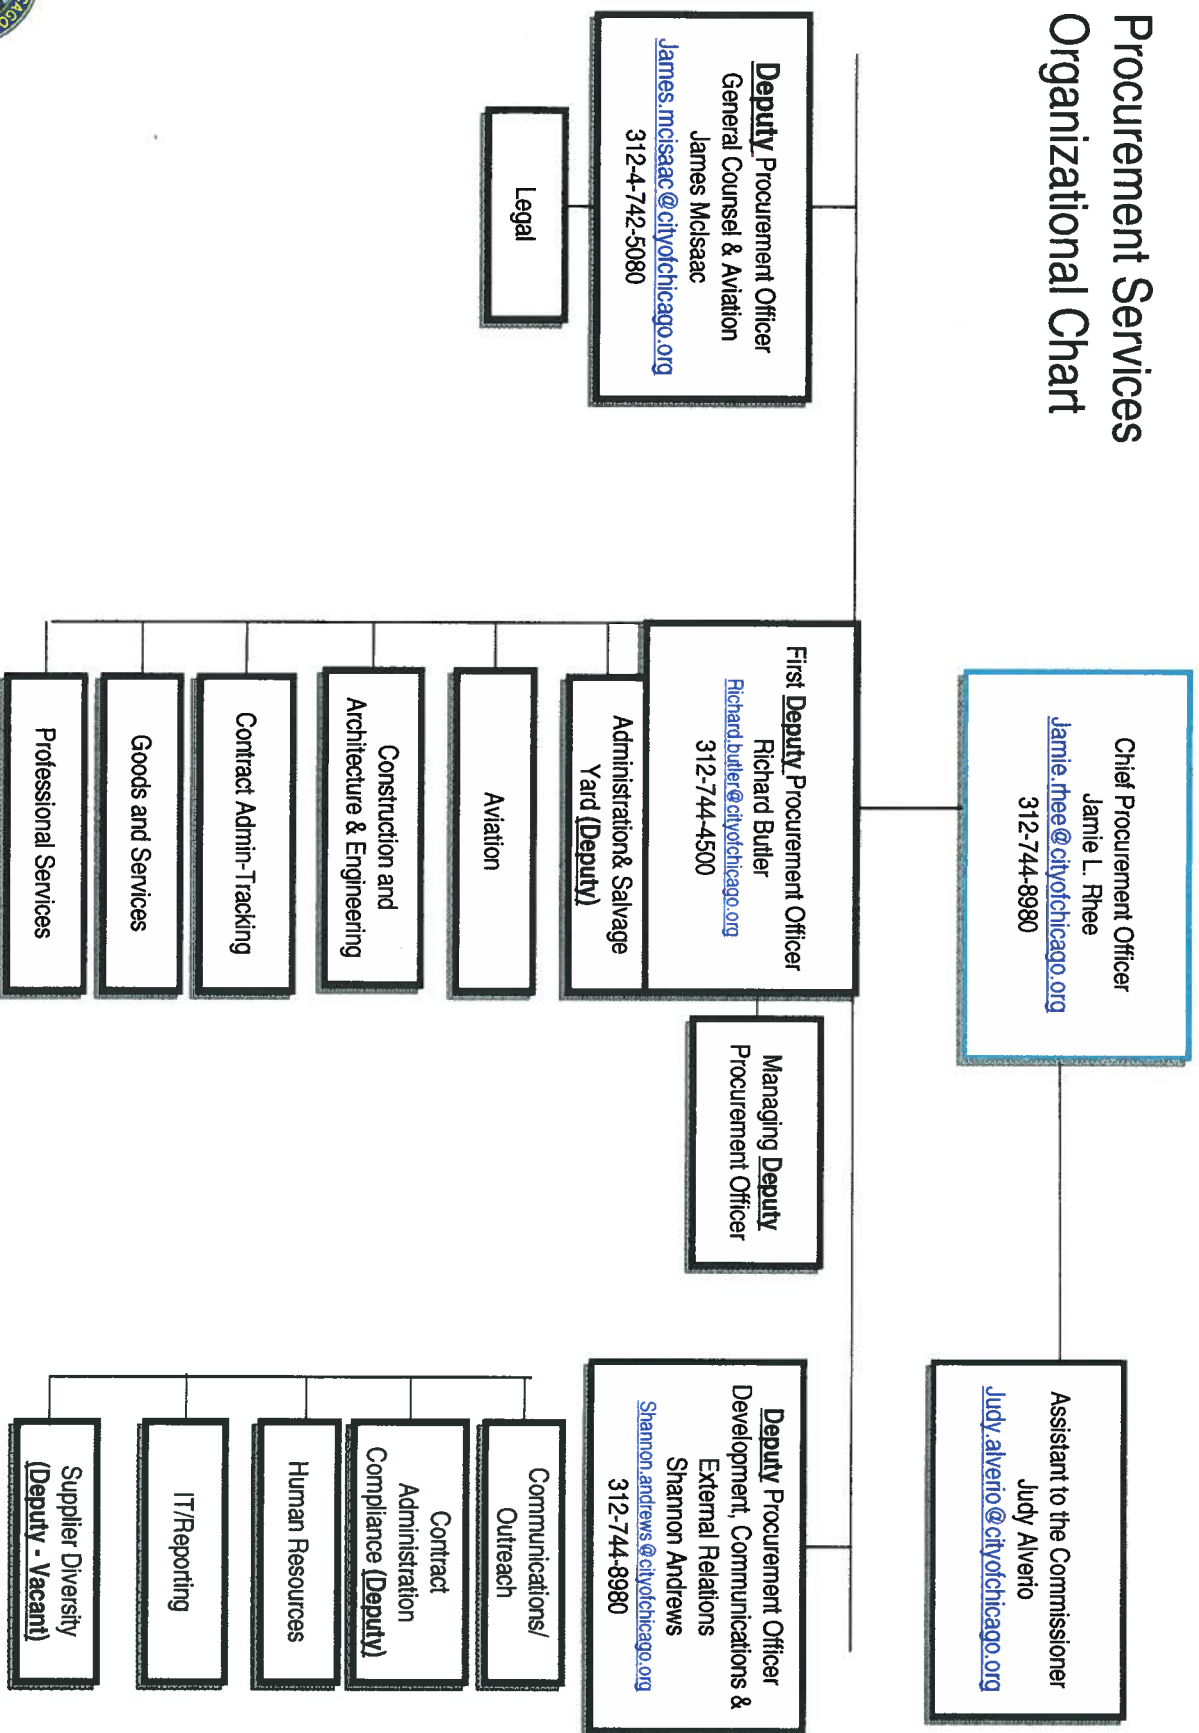 Procurement Services
Organizational Chart
Chief Procurement Officer
Jamie L. Rhee
Jamie.rhee@cityofchicago.org
312-744-8980
Assistant to the Commissioner
Judy Alverio
Judy.alverio@cityofchicago.org
Deputy Procurement Officer
General Counsel & Aviation
James McIsaac
James.mcisaac@cityofchicago.org
312-4-742-5080
Legal
First Deputy Procurement Officer
Richard Butler
Richard.butler@cityofchicago.org
312-744-4500
Managing Deputy
Procurement Officer
Administration& Salvage
Yard (Deputy)
Aviation
Construction and
Architecture & Engineering
Contract Admin-Tracking
Goods and Services
Professional Services
Deputy Procurement Officer
Development, Communications &
External Relations
Shannon Andrews
Shannon.andrews@cityofchicago.org
312-744-8980
Communications/
Outreach
Contract
Administration
Compliance (Deputy)
Human Resources
IT/Reporting
Supplier Diversity
(Deputy - Vacant)